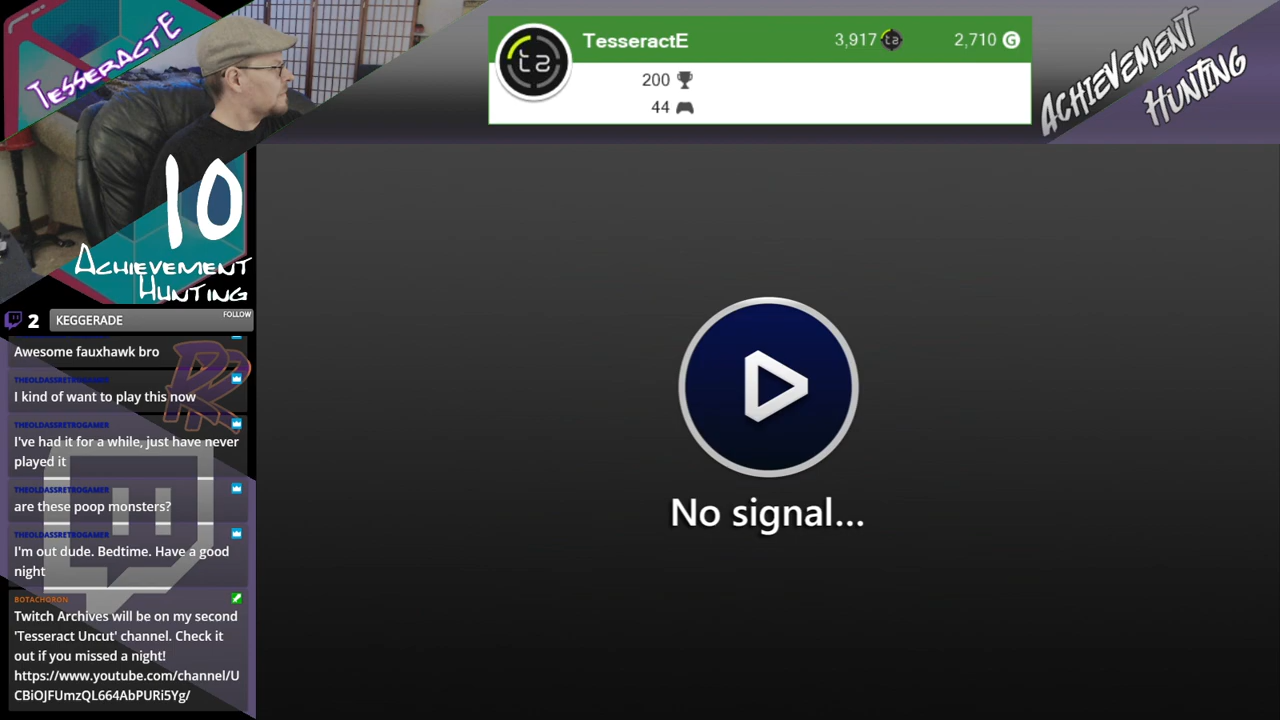 TESSERACTE
TesseractE
3,917
2,710 G
200
44
ACHIEVEMENT
HUNTING
10
ACHIEVEMENT
HUNTING
2
KEGGERADE
FOLLOW
Awesome fauxhawk bro
THEOLDASSRETROGAMER
I kind of want to play this now
THEOLDASSRETROGAMER
I've had it for a while, just have never
played it
THEOLDASSRETROGAMER
are these poop monsters?
THEOLDASSRETROGAMER
I'm out dude. Bedtime. Have a good
night
BOTACHORON
Twitch Archives will be on my second
'Tesseract Uncut' channel. Check it
out if you missed a night!
https://www.youtube.com/channel/U
CBiOJFUmzQL664AbPURi5Yg/
No signal...